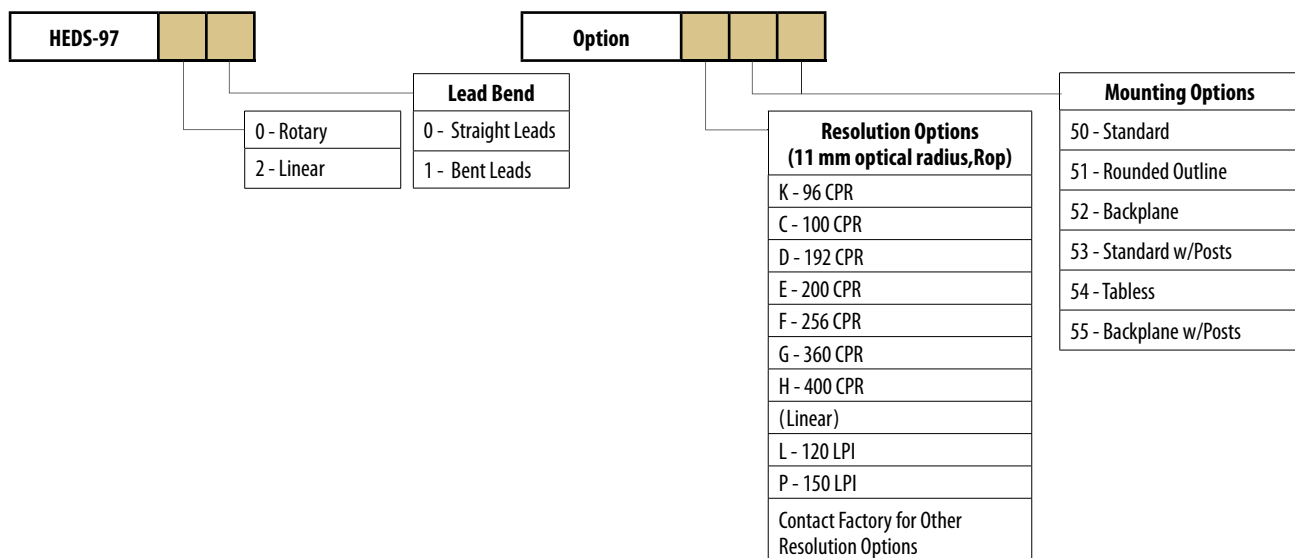 HEDS-97
Option
Lead Bend
0 - Straight Leads
1 - Bent Leads
0 - Rotary
2 - Linear
Resolution Options
(11 mm optical radius,Rop)
K - 96 CPR
C - 100 CPR
D - 192 CPR
E - 200 CPR
F - 256 CPR
G - 360 CPR
H - 400 CPR
(Linear)
L - 120 LPI
P - 150 LPI
Contact Factory for Other
Resolution Options
Mounting Options
50 - Standard
51 - Rounded Outline
52 - Backplane
53 - Standard w/Posts
54 - Tabless
55 - Backplane w/Posts